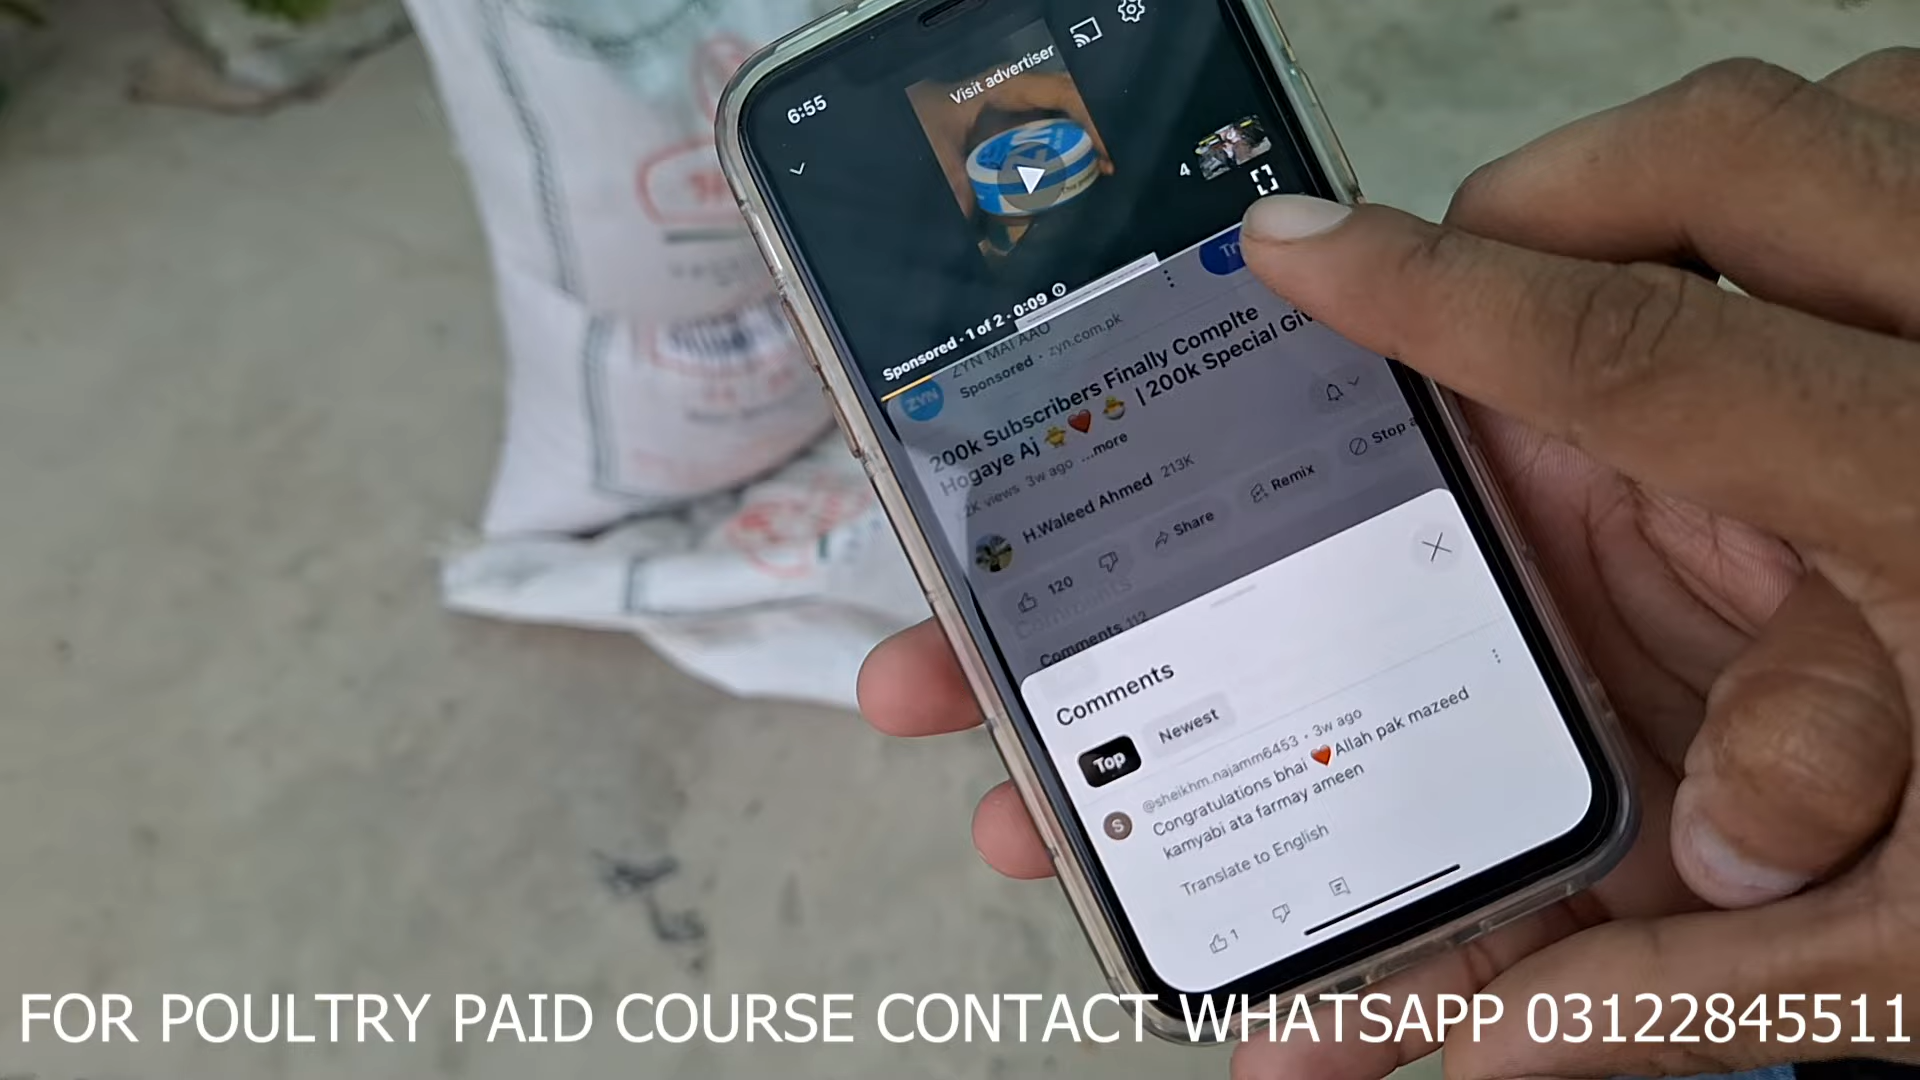 6:55
Visit advertiser
4
Sponsored · 1 of 2 · 0:09
ZYN MAI AAO
Sponsored · zyn.com.pk
ZYN
200k Subscribers Finally Complte
Hogaye Aj 🐥❤️🐣 | 200k Special
views 3w ago ...more
H.Waleed Ahmed 213K
120
Share
Remix
Stop
Comments 112
Comments
Top
Newest
@sheikhm.najamm6453 · 3w ago
S
Congratulations bhai ❤️Allah pak mazeed
kamyabi ata farmay ameen
Translate to English
1
FOR POULTRY PAID COURSE CONTACT WHATSAPP 03122845511